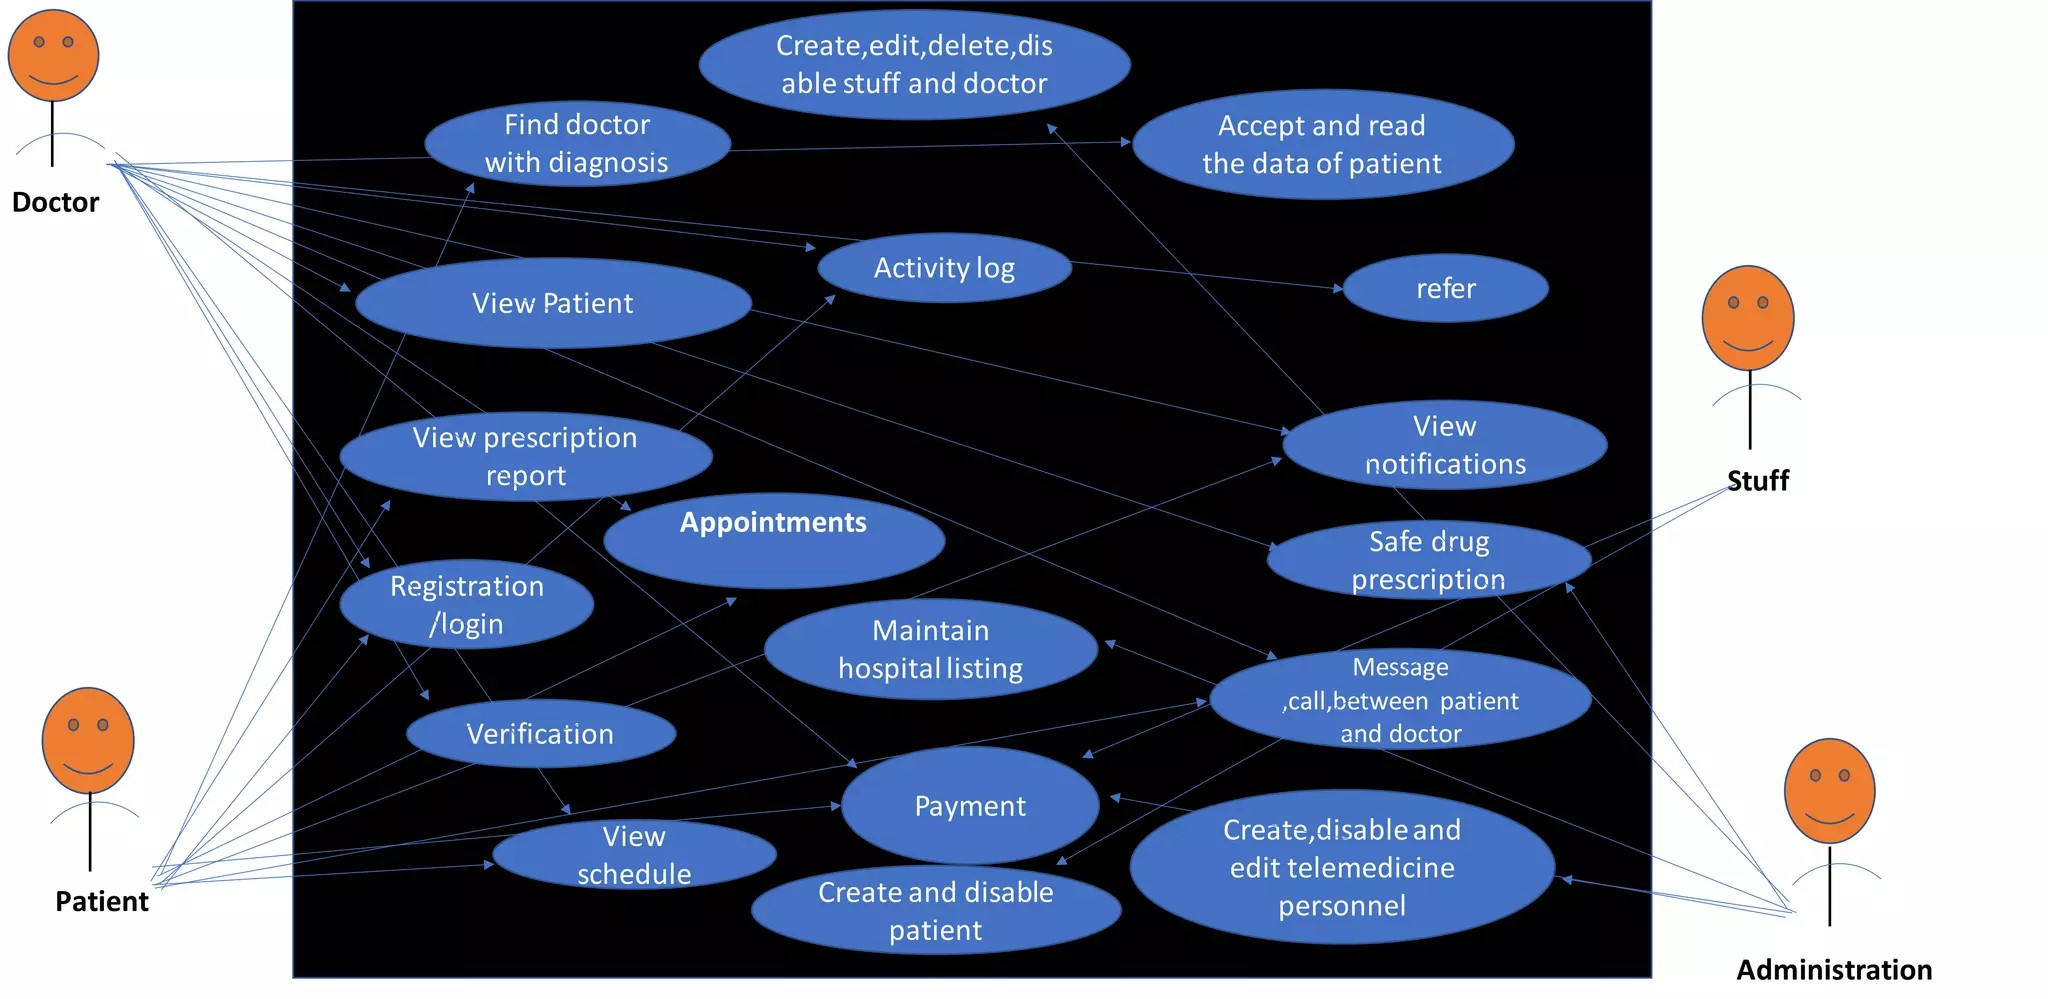 Create,edit,delete,dis
able stuff and doctor
Find doctor
with diagnosis
Accept and read
the data of patient
Doctor
Activity log
refer
View Patient
View prescription
report
View
notifications
Stuff
Appointments
Safe drug
prescription
Registration
/login
Maintain
hospital listing
Message
,call,between patient
and doctor
Verification
Payment
View
schedule
Create,disable and
edit telemedicine
personnel
Patient
Create and disable
patient
Administration